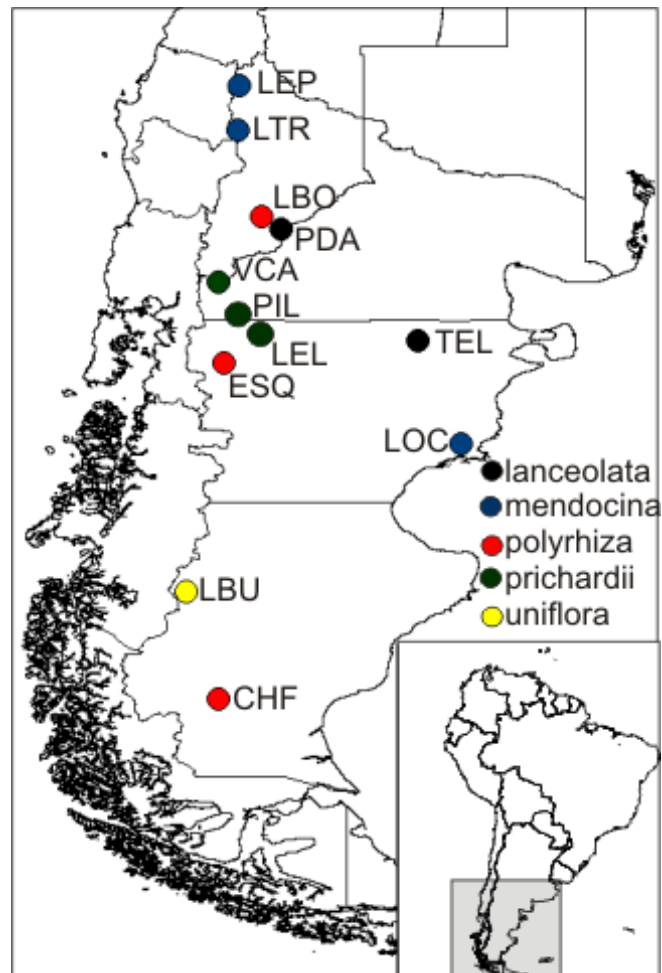 LEP
LTR
LBO
PDA
VCA
PIL
LEL
TEL
ESQ
LOC
lanceolata
mendocina
polyrhiza
prichardii
uniflora
LBU
CHF